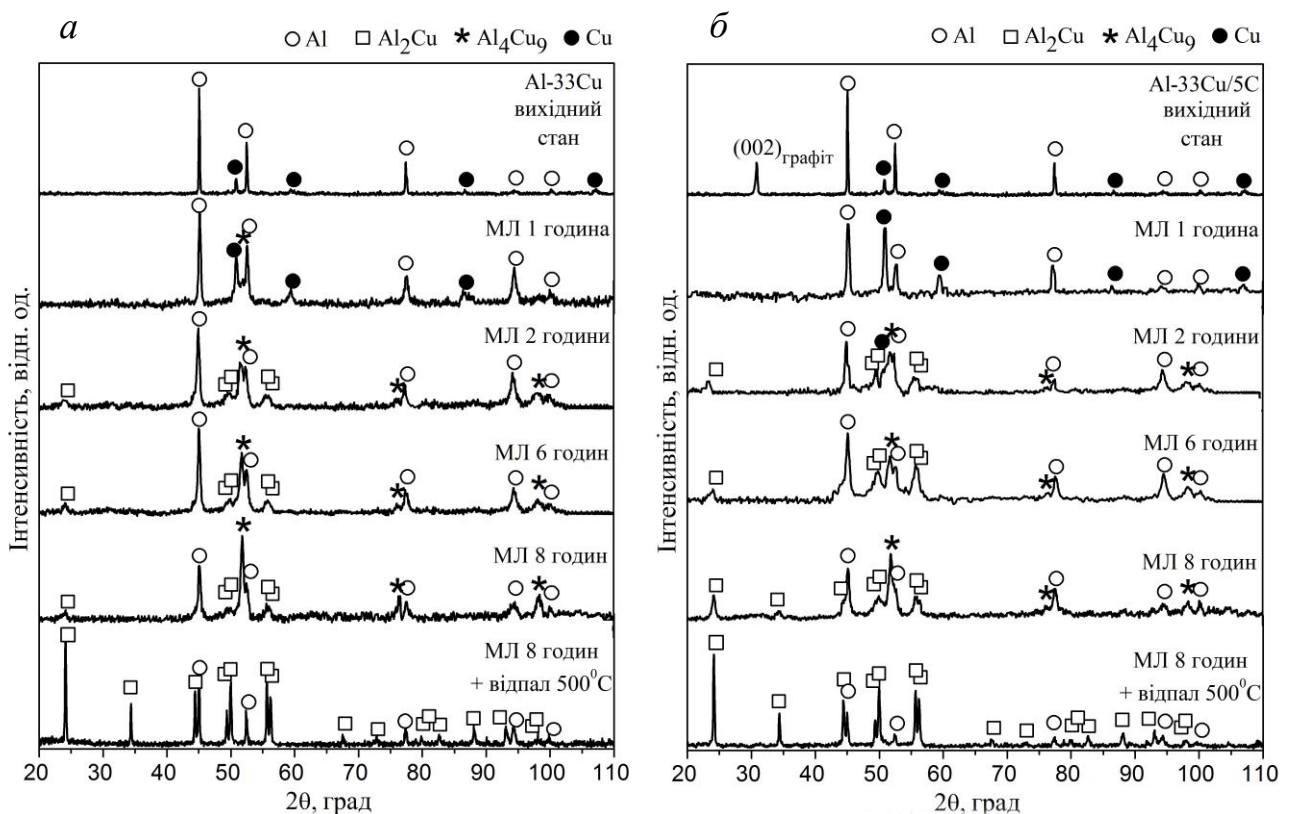 а
○ Al □ Al₂Cu * Al₄Cu₉ ● Cu
Al-33Cu
вихідний
стан
МЛ 1 година
МЛ 2 години
МЛ 6 годин
МЛ 8 годин
МЛ 8 годин
+ відпал 500⁰С
20 30 40 50 60 70 80 90 100 110
2θ, град
Інтенсивність, відн. од.
б
○ Al □ Al₂Cu * Al₄Cu₉ ● Cu
Al-33Cu/5C
вихідний
стан
(002)графіт
МЛ 1 година
МЛ 2 години
МЛ 6 годин
МЛ 8 годин
МЛ 8 годин
+ відпал 500⁰С
20 30 40 50 60 70 80 90 100 110
2θ, град
Інтенсивність, відн. од.